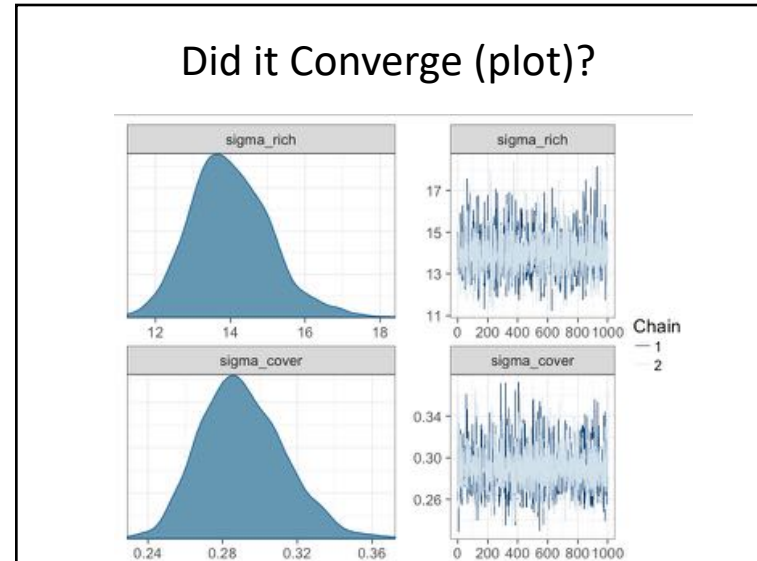 Did it Converge (plot)?
sigma_rich
12 14 16 18
sigma_rich
17
15
13
11
0 200 400 600 800 1000
Chain
1
2
sigma_cover
0.24 0.28 0.32 0.36
sigma_cover
0.34
0.30
0.26
0 200 400 600 800 1000